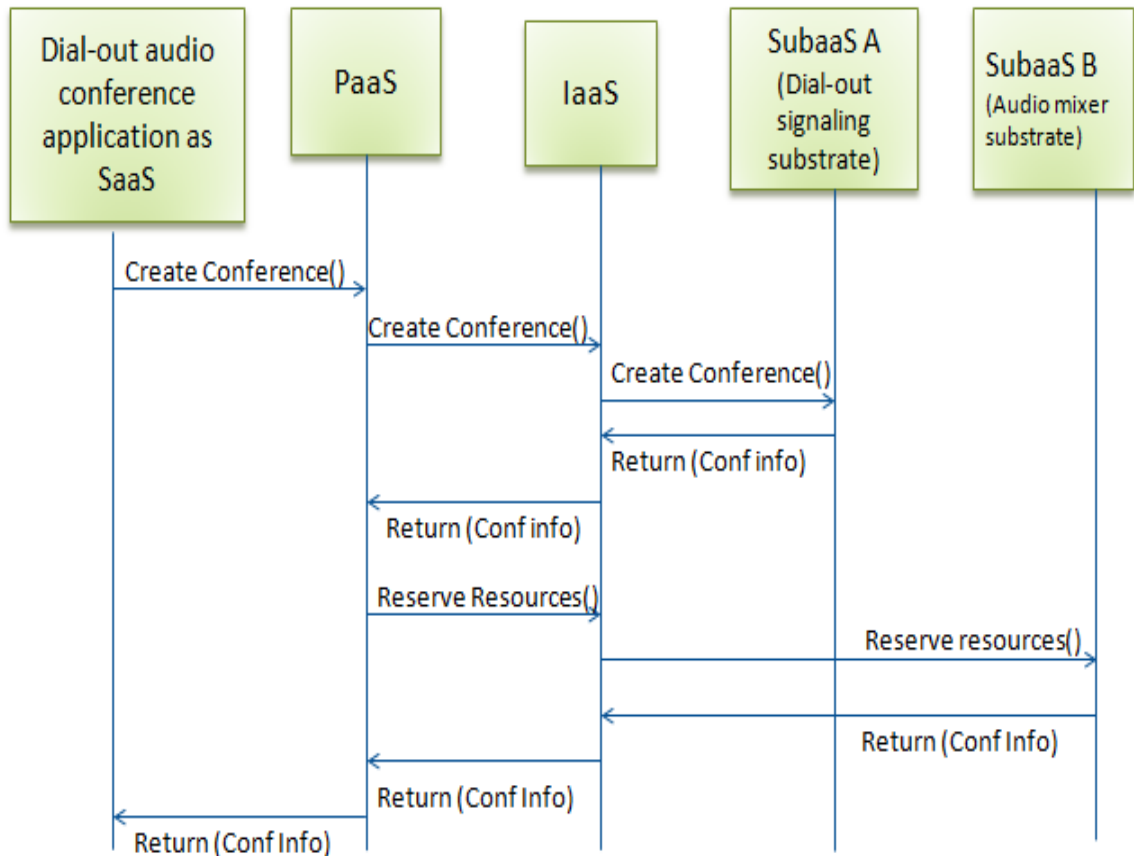 Dial-out audio
conference
application as
SaaS
PaaS
IaaS
SubaaS A
(Dial-out
signaling
substrate)
SubaaS B
(Audio mixer
substrate)
Create Conference()
Create Conference()
Create Conference()
Return (Conf info)
Return (Conf info)
Reserve Resources()
Reserve resources()
Return (Conf Info)
Return (Conf Info)
Return (Conf Info)